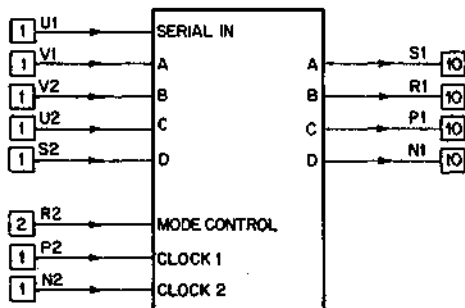 1 U1 SERIAL IN
1 V1 A A S1 10
1 V2 B B R1 10
1 U2 C C P1 10
1 S2 D D N1 10
2 R2 MODE CONTROL
1 P2 CLOCK 1
1 N2 CLOCK 2